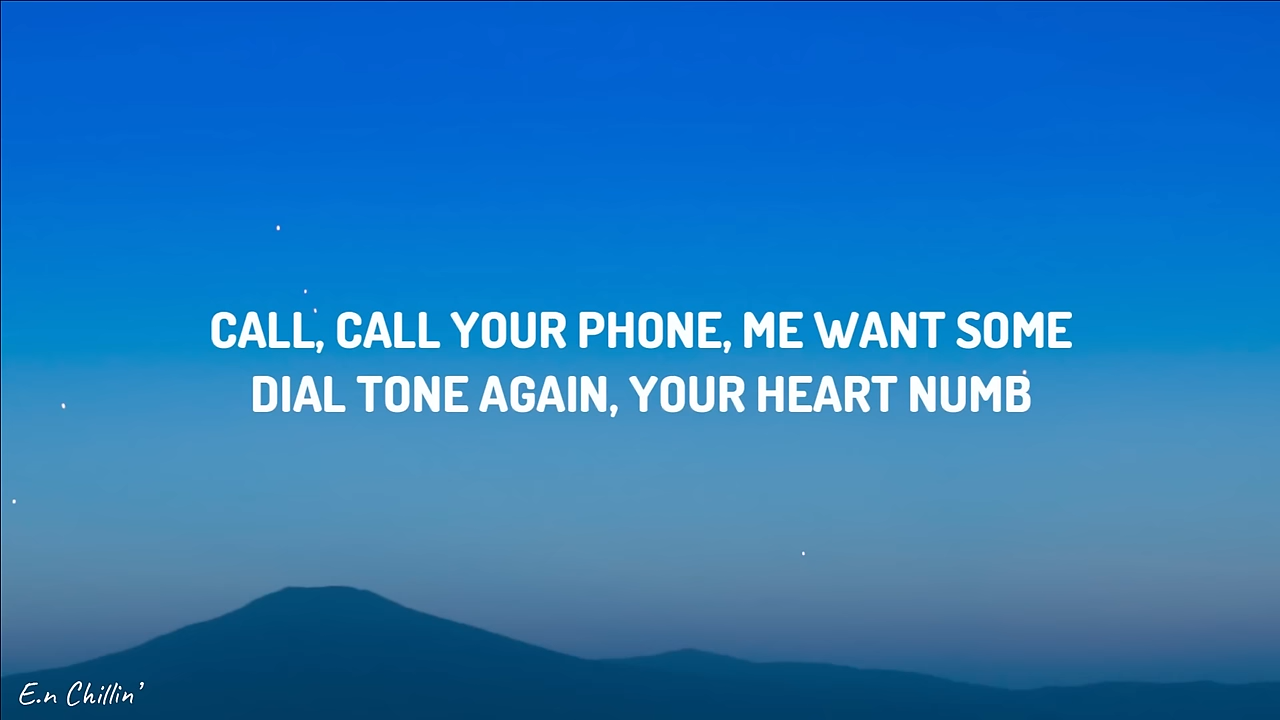 CALL, CALL YOUR PHONE, ME WANT SOME
DIAL TONE AGAIN, YOUR HEART NUMB
E.n Chillin'